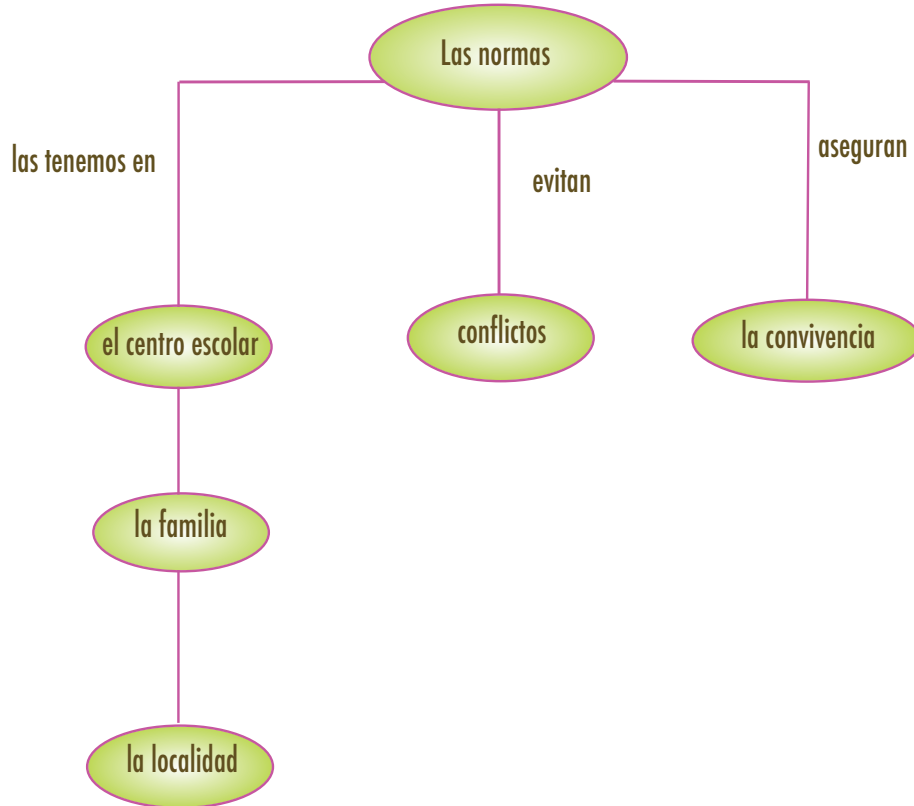 Las normas
las tenemos en
evitan
aseguran
el centro escolar
conflictos
la convivencia
la familia
la localidad